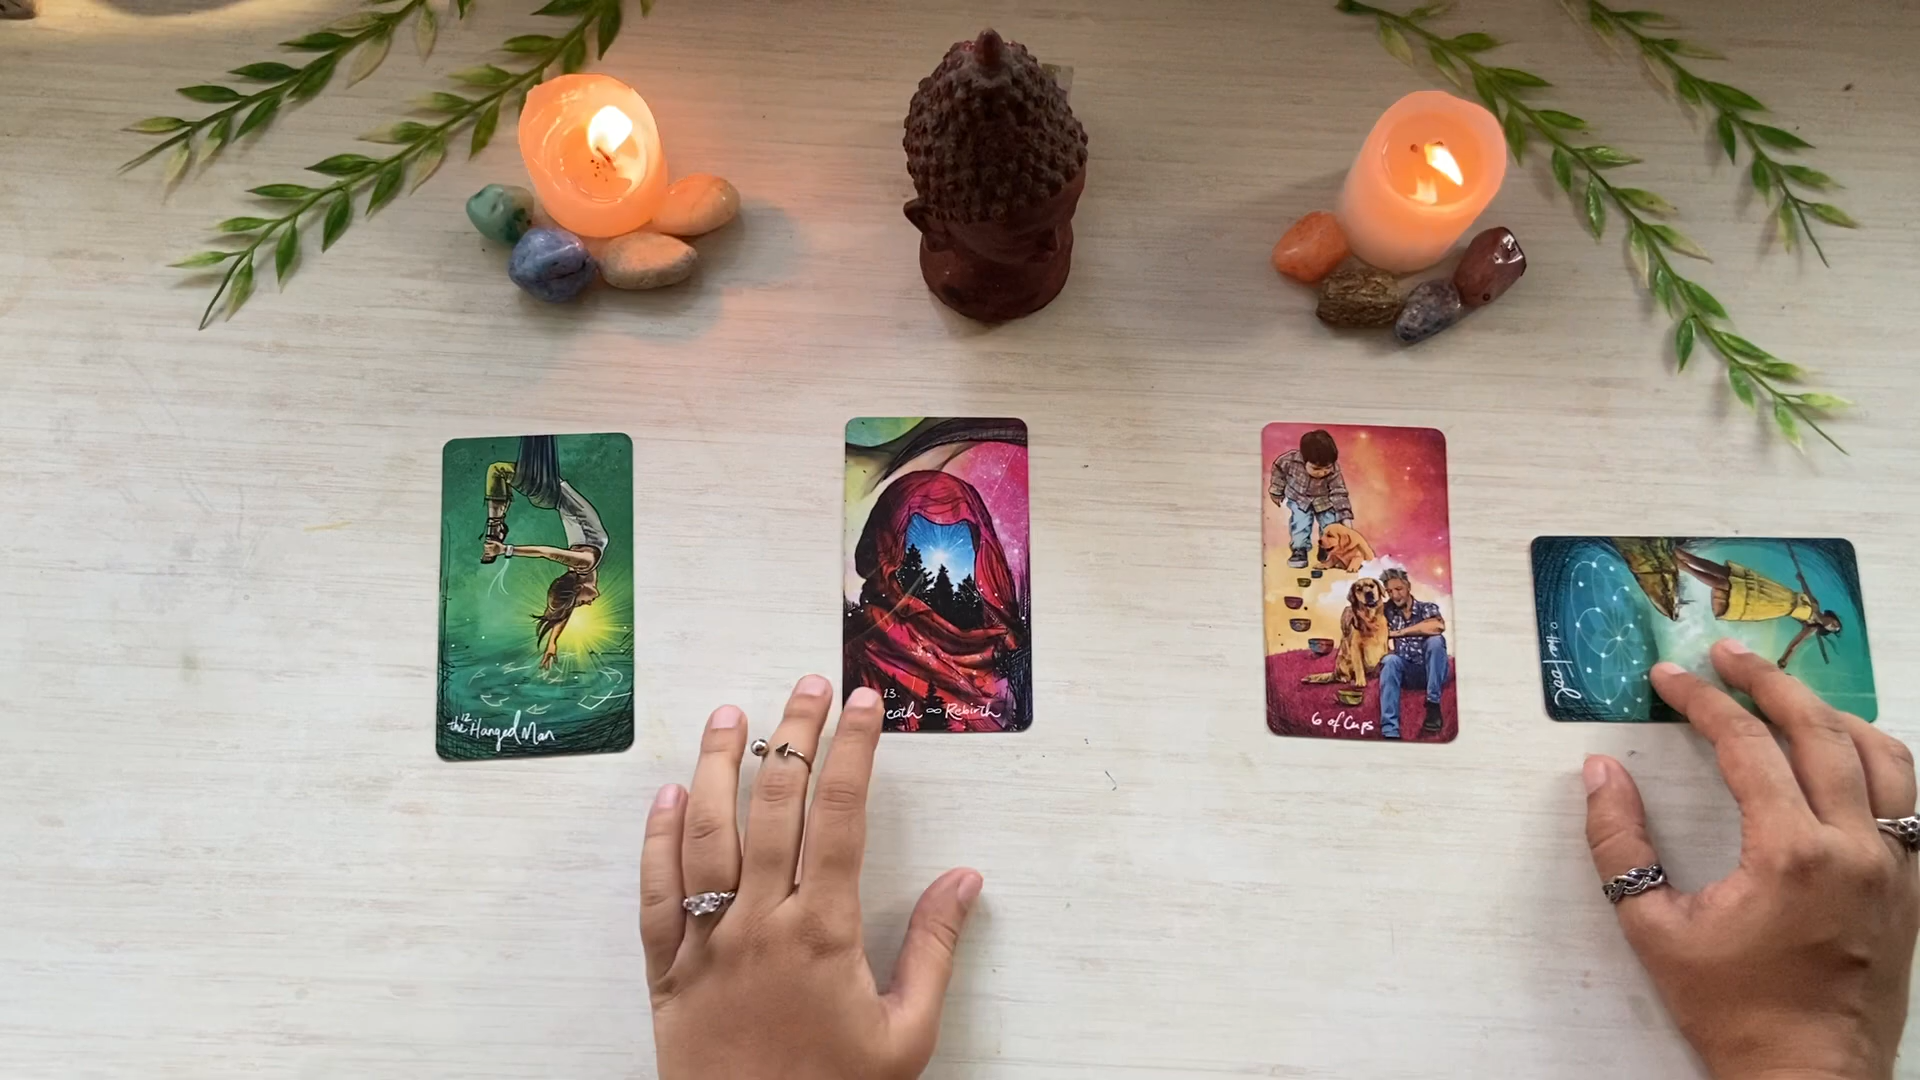 12
the Hanged Man
13.
eath ∞ Rebirth
6 of Cups
0
the Fool